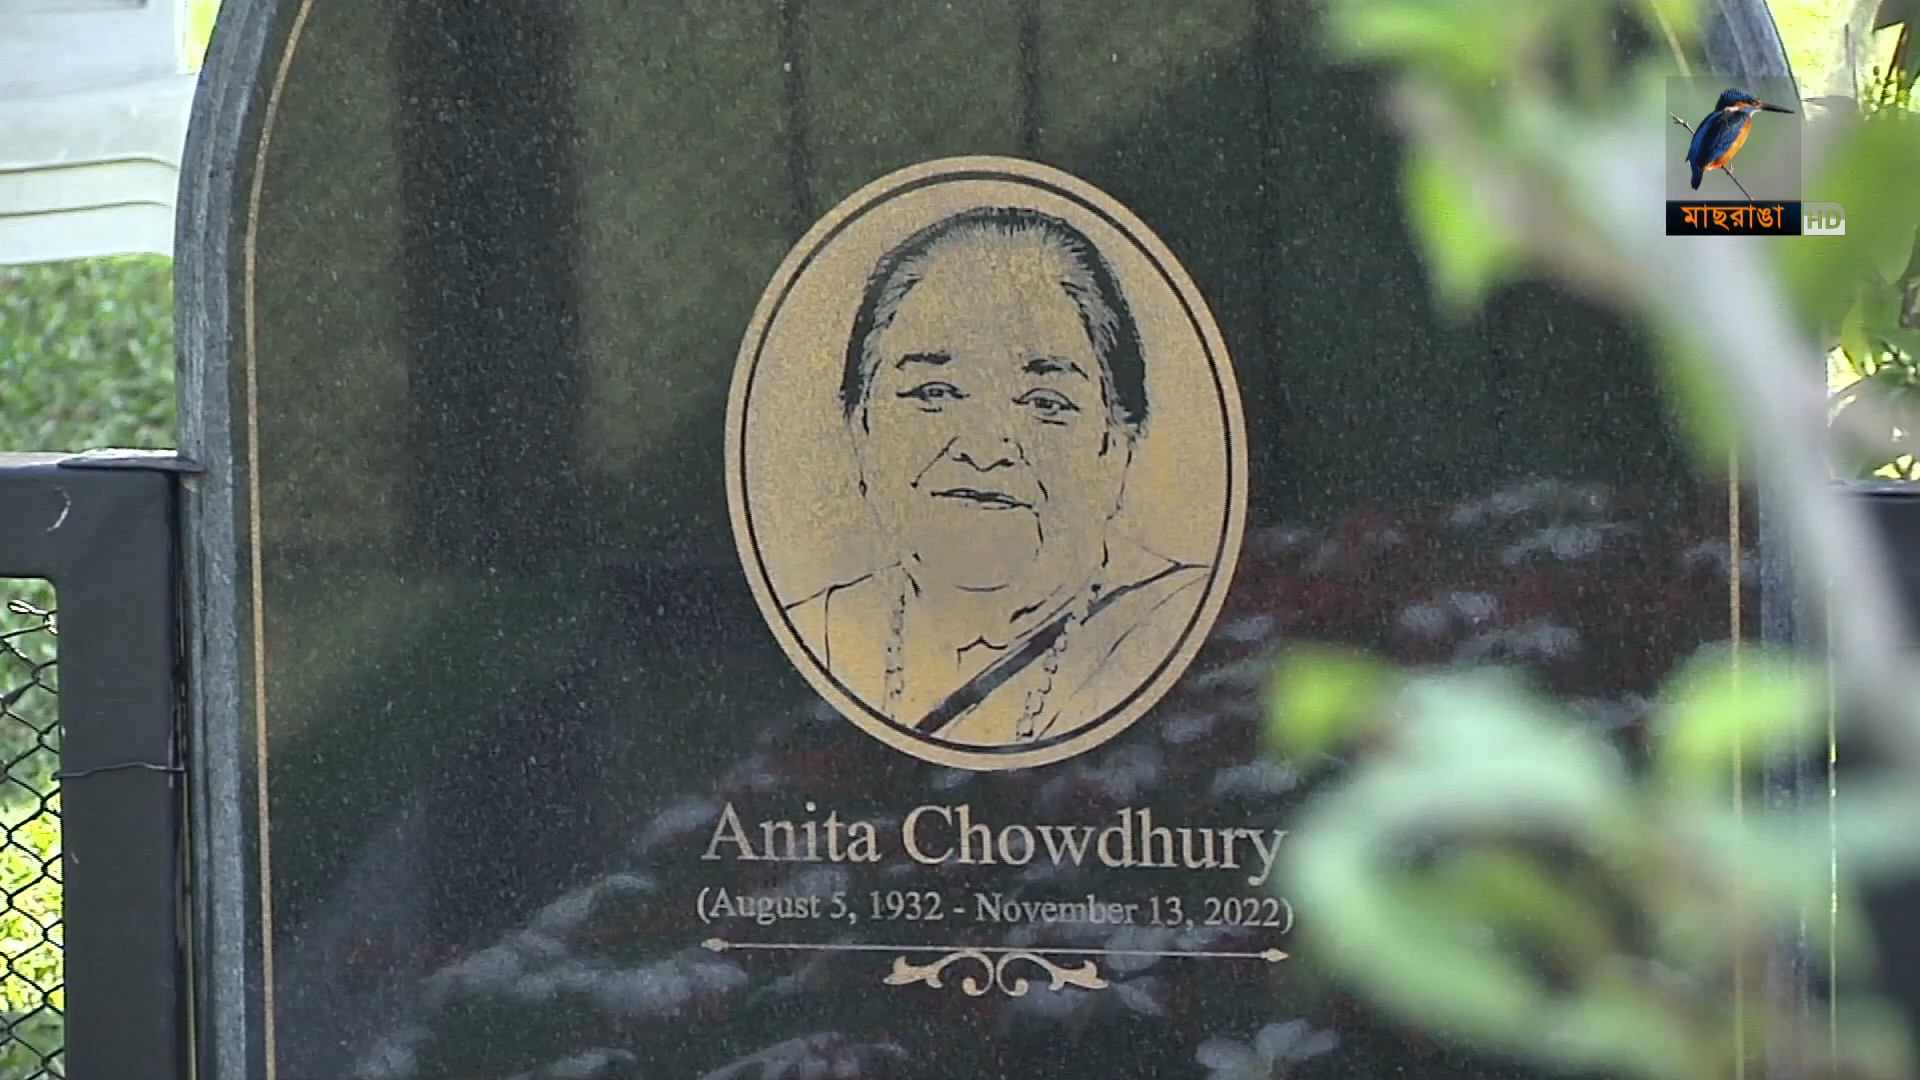 মাছরাঙা HD
Anita Chowdhury
(August 5, 1932 - November 13, 2022)